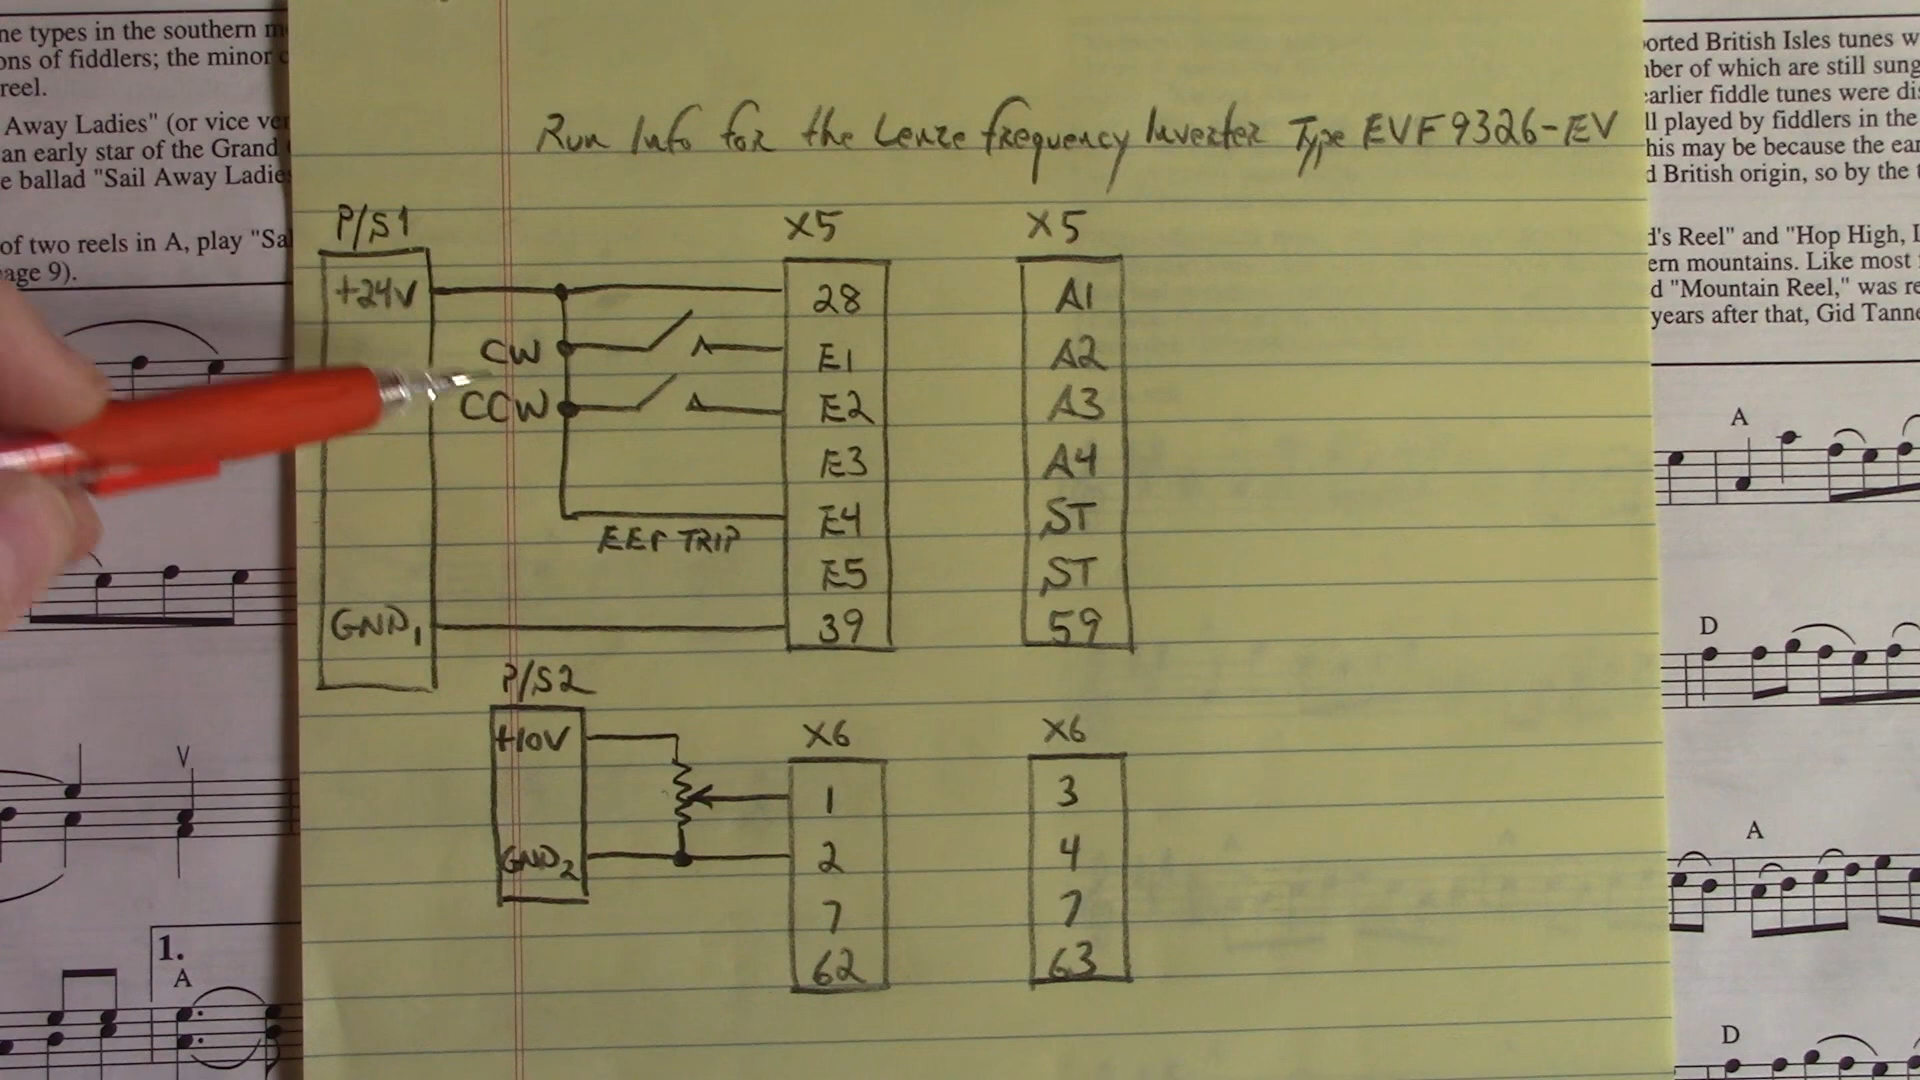 ne types in the southern m
ons of fiddlers; the minor
reel.
Away Ladies" (or vice ver
an early star of the Grand
e ballad "Sail Away Ladie
of two reels in A, play "Sa
age 9).
V
1.
A
Run Info for the Lenze frequency Inverter Type EVF9326-EV
P/S1
+24V
GND1
CW
CCW
EEr TRIP
X5
28
E1
E2
E3
E4
E5
39
X5
A1
A2
A3
A4
ST
ST
59
P/S2
+10V
GND2
X6
1
2
7
62
X6
3
4
7
63
orted British Isles tunes w
ber of which are still sung
earlier fiddle tunes were di
ll played by fiddlers in the
his may be because the ear
d British origin, so by the
d's Reel" and "Hop High, L
ern mountains. Like most
d "Mountain Reel," was re
years after that, Gid Tanne
A
D
A
D